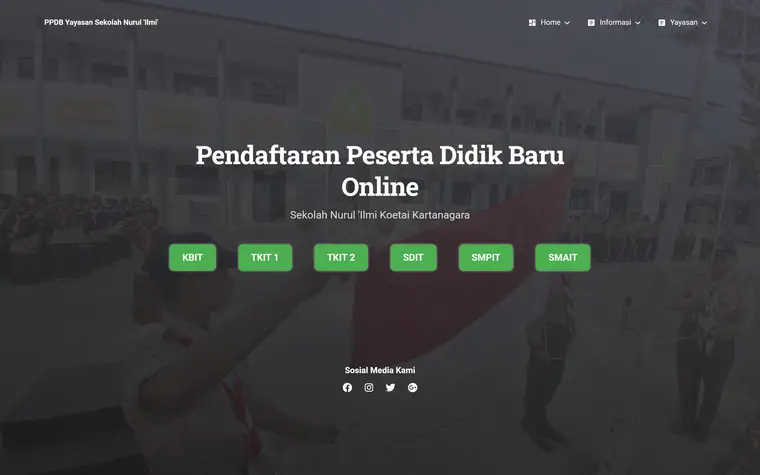 PPDB Yayasan Sekolah Nurul 'Ilmi'
Home
Informasi
Yayasan
Pendaftaran Peserta Didik Baru
Online
Sekolah Nurul 'Ilmi Koetai Kartanagara
KBIT
TKIT 1
TKIT 2
SDIT
SMPIT
SMAIT
Sosial Media Kami